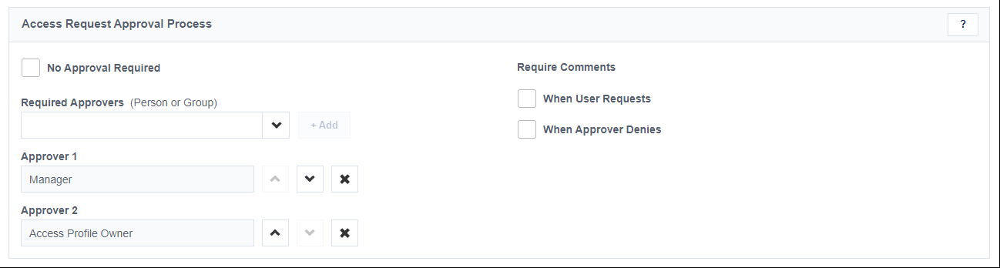 Access Request Approval Process
?
No Approval Required
Required Approvers (Person or Group)
+ Add
Approver 1
Manager
Approver 2
Access Profile Owner
Require Comments
When User Requests
When Approver Denies